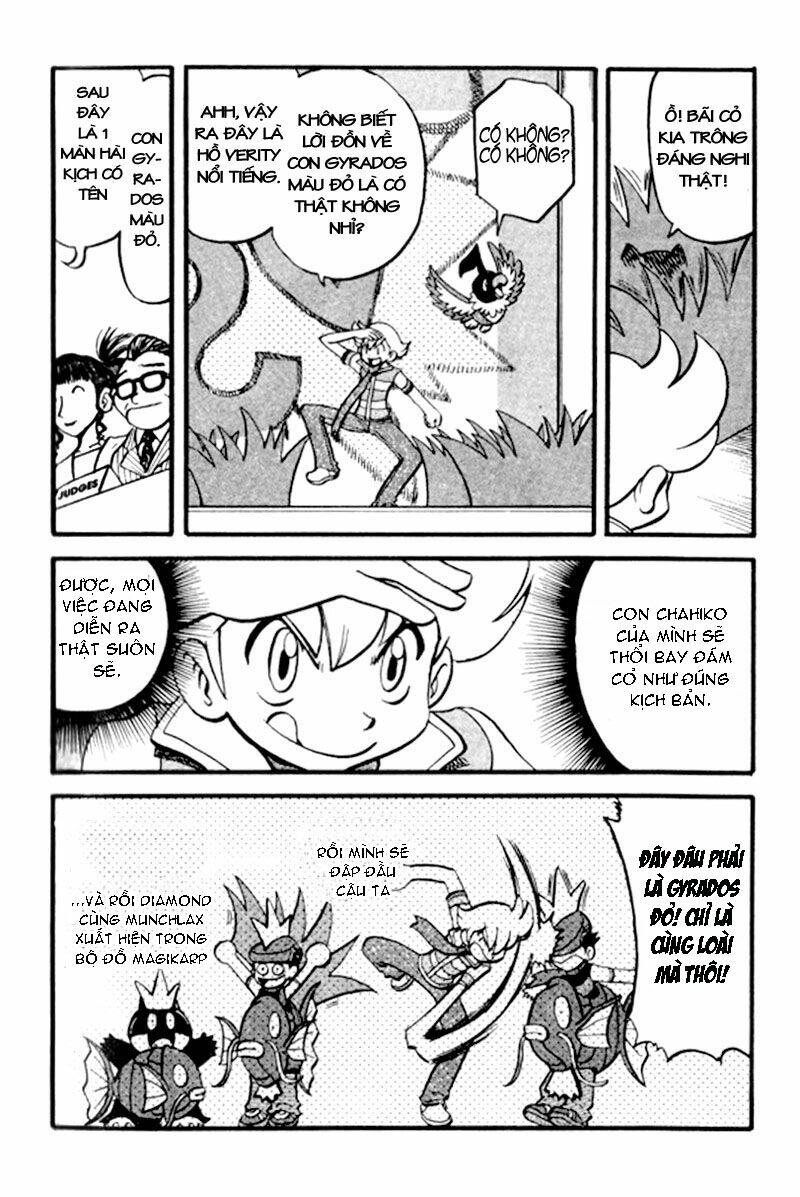 SAU
ĐÂY
LÀ 1
MÀN HÀI
KỊCH CÓ
TÊN
CON
GY-
RA-
DOS
MÀU
ĐỎ.
AHH, VẬY
RA ĐÂY LÀ
HỒ VERITY
NỔI TIẾNG.
KHÔNG BIẾT
LỜI ĐỒN VỀ
CON GYRADOS
MÀU ĐỎ LÀ CÓ
THẬT KHÔNG
NHỈ?
CÓ KHÔNG?
CÓ KHÔNG?
Ồ! BÃI CỎ
KIA TRÔNG
ĐÁNG NGHI
THẬT!
JUDGES
ĐƯỢC, MỌI
VIỆC ĐANG
DIỄN RA
THẬT SUÔN
SẼ.
CON CHAHIKO
CỦA MÌNH SẼ
THỔI BAY ĐÁM
CỎ NHƯ ĐÚNG
KỊCH BẢN.
...VÀ RỒI DIAMOND
CÙNG MUNCHLAX
XUẤT HIỆN TRONG
BỘ ĐỒ MAGIKARP
RỒI MÌNH SẼ
ĐẬP ĐẦU
CẬU TA
ĐÂY ĐÂU PHẢI
LÀ GYRADOS
ĐỎ! CHỈ LÀ
CÙNG LOÀI
MÀ THÔI!